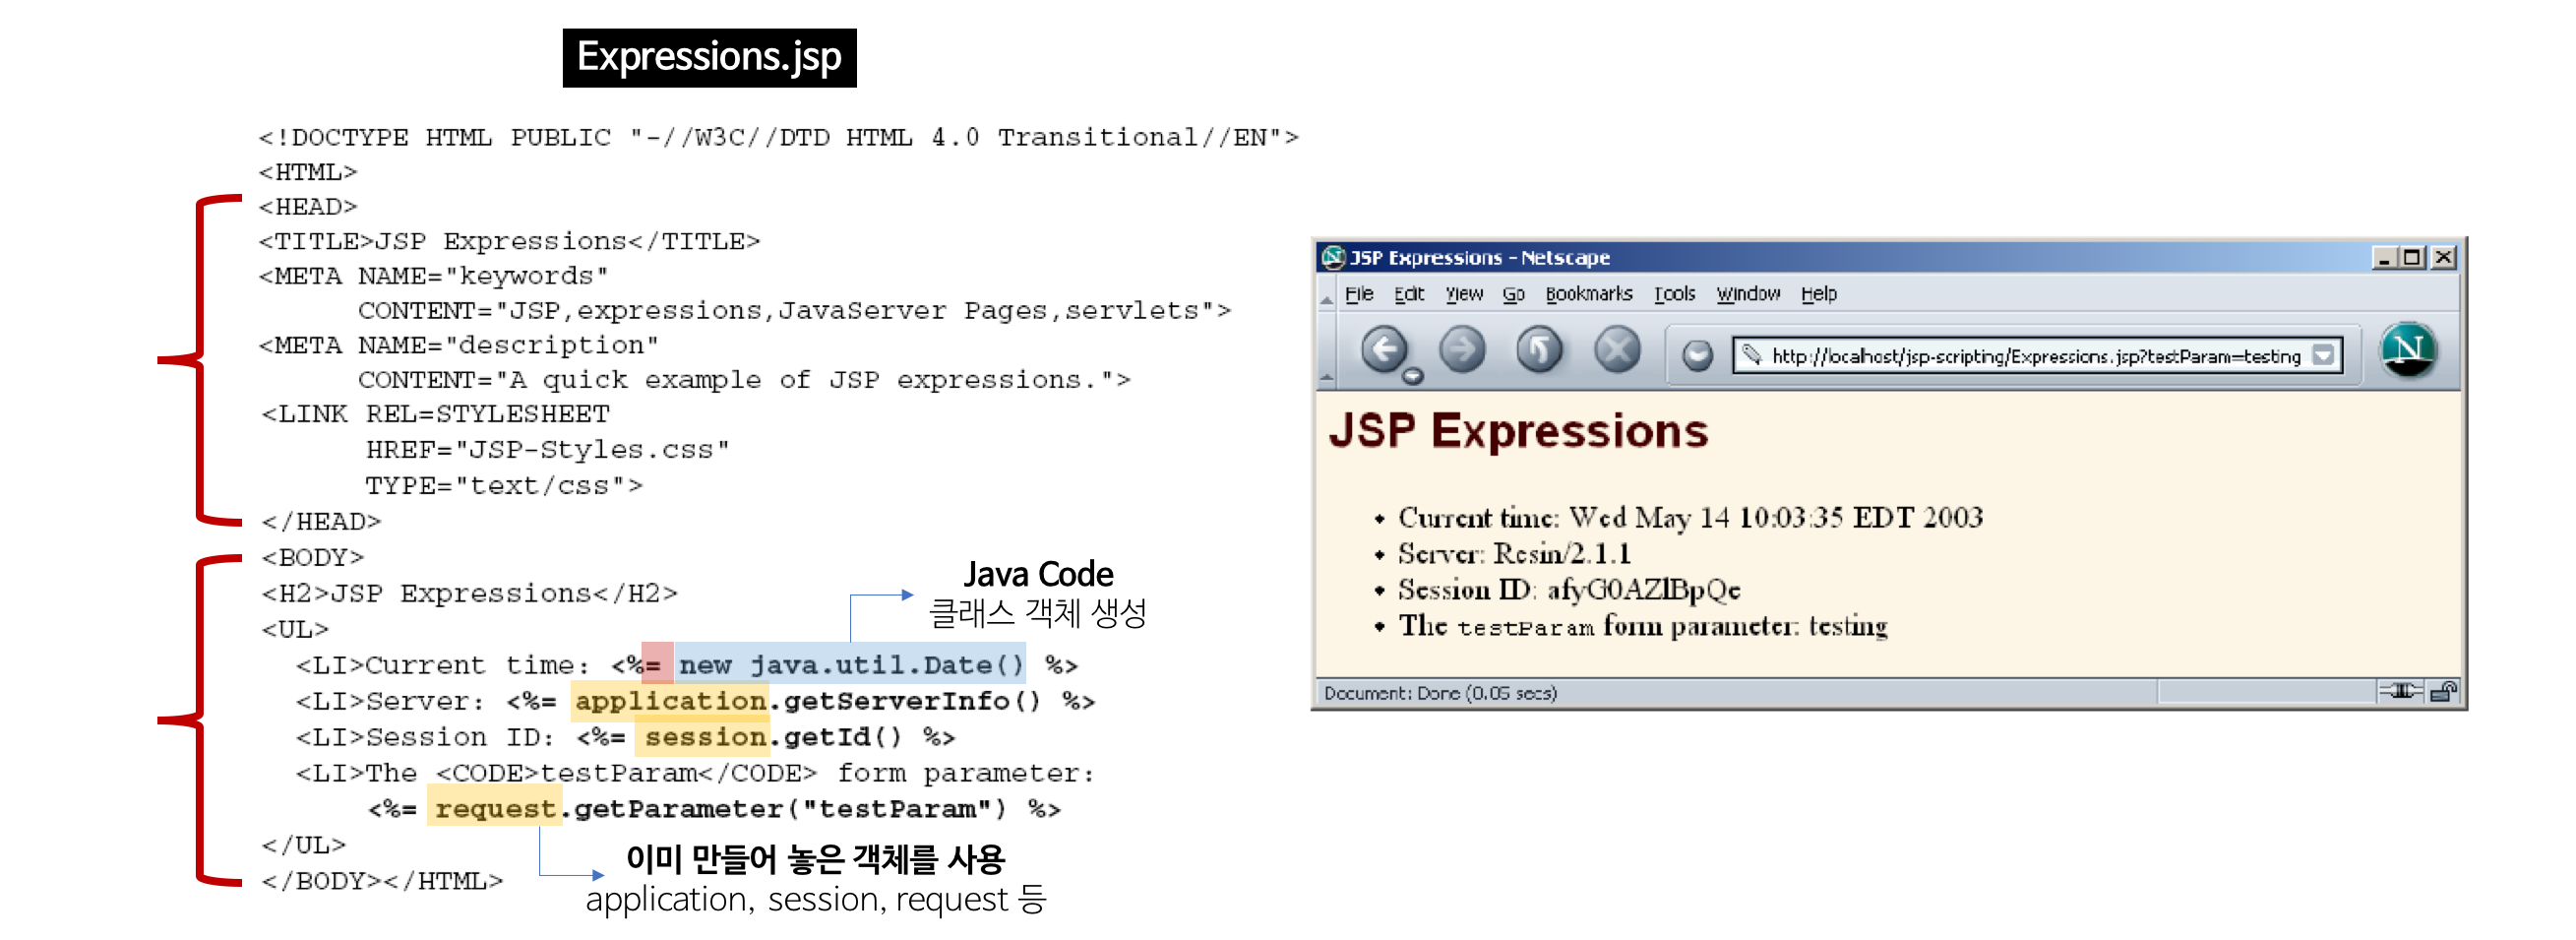 Expressions.jsp
<!DOCTYPE HTML PUBLIC "-//W3C//DTD HTML 4.0 Transitional//EN">
<HTML>
<HEAD>
<TITLE>JSP Expressions</TITLE>
<META NAME="keywords"
CONTENT="JSP,expressions,JavaServer Pages,servlets">
<META NAME="description"
CONTENT="A quick example of JSP expressions.">
<LINK REL=STYLESHEET
HREF="JSP-Styles.css"
TYPE="text/css">
</HEAD>
<BODY>
<H2>JSP Expressions</H2>
<UL>
<LI>Current time: <%= new java.util.Date() %>
<LI>Server: <%= application.getServerInfo() %>
<LI>Session ID: <%= session.getId() %>
<LI>The <CODE>testParam</CODE> form parameter:
<%= request.getParameter("testParam") %>
</UL>
</BODY></HTML>
Java Code
클래스 객체 생성
이미 만들어 놓은 객체를 사용
application, session, request 등
JSP Expressions - Netscape
File Edit View Go Bookmarks Tools Window Help
http://localhost/jsp-scripting/Expressions.jsp?testParam=testing
N
JSP Expressions
• Current time: Wed May 14 10:03:35 EDT 2003
• Server: Resin/2.1.1
• Session ID: afyG0AZlBpQe
• The testParam form parameter: testing
Document: Done (0.05 secs)